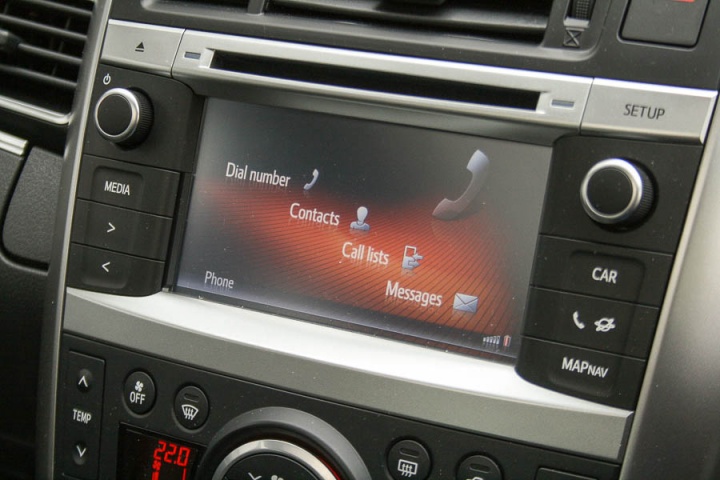 SETUP
MEDIA
>
<
Dial number
Contacts
Call lists
Messages
Phone
CAR
MAPNAV
TEMP
OFF
22.0